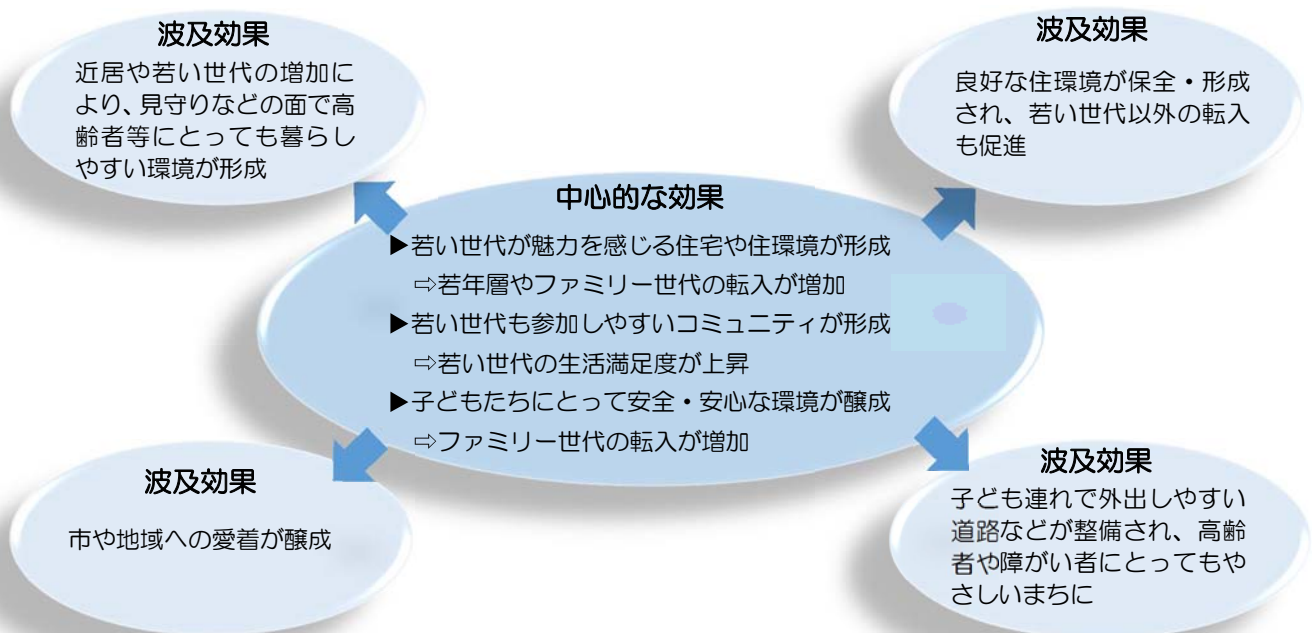 波及効果
近居や若い世代の増加に
より、見守りなどの面で高
齢者等にとっても暮らし
やすい環境が形成
波及効果
良好な住環境が保全・形成
され、若い世代以外の転入
も促進
中心的な効果
▶若い世代が魅力を感じる住宅や住環境が形成
⇨若年層やファミリー世代の転入が増加
▶若い世代も参加しやすいコミュニティが形成
⇨若い世代の生活満足度が上昇
▶子どもたちにとって安全・安心な環境が醸成
⇨ファミリー世代の転入が増加
波及効果
市や地域への愛着が醸成
波及効果
子ども連れで外出しやすい
道路などが整備され、高齢
者や障がい者にとってもや
さしいまちに